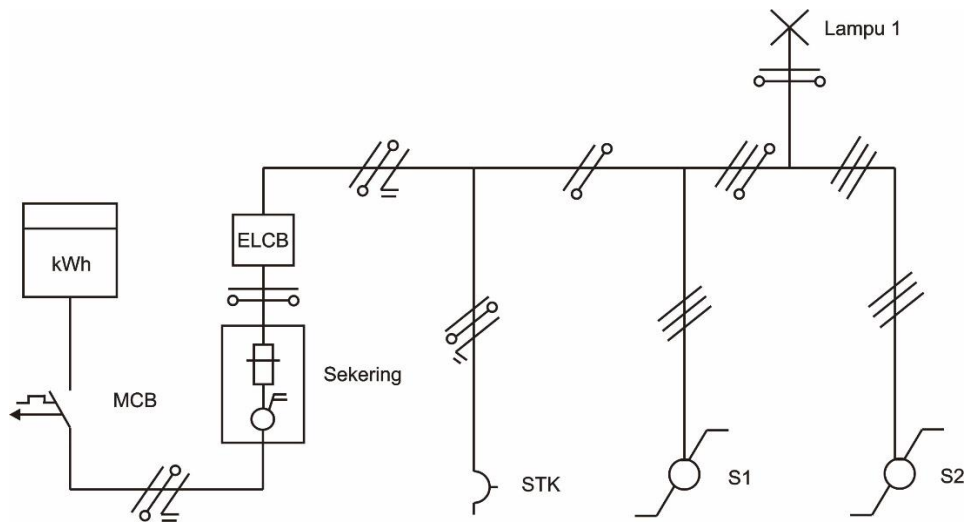 Lampu 1
ELCB
kWh
Sekering
MCB
STK
S1
S2